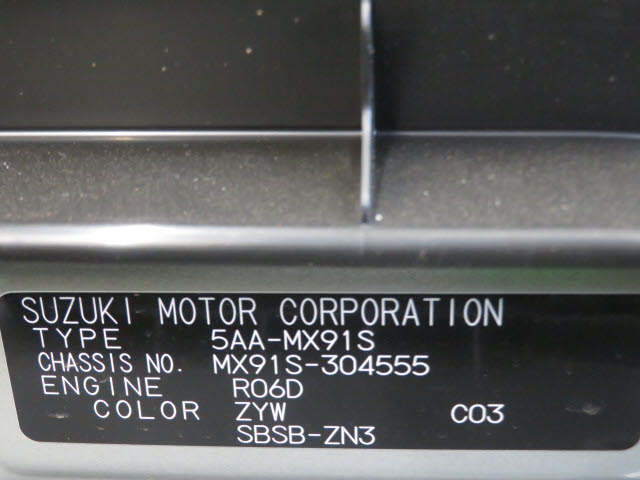 SUZUKI MOTOR CORPORATION
TYPE 5AA-MX91S
CHASSIS NO. MX91S-304555
ENGINE R06D
COLOR ZYW C03
SBSB-ZN3